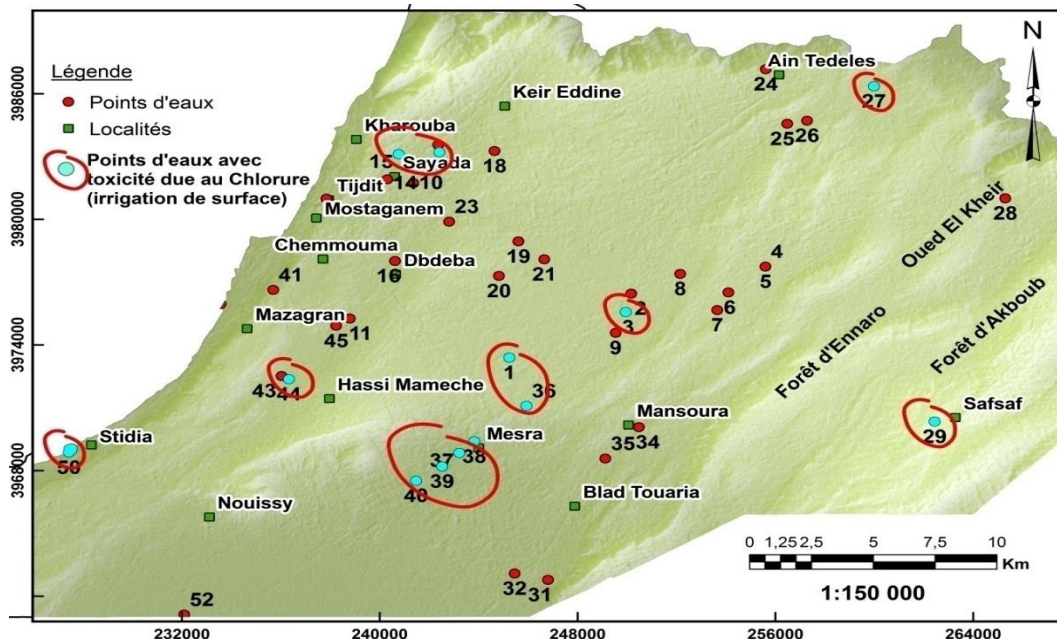 N
Légende
Points d'eaux
Localités
Points d'eaux avec
toxicité due au Chlorure
(irrigation de surface)
3986000
3980000
3974000
3968000
Ain Tedeles
24
27
25
26
Keir Eddine
Kharouba
15
Sayada
18
14
10
Tijdit
Mostaganem
23
28
Oued El Kheir
Chemmouma
16
Dbdeba
19
21
20
4
5
8
6
7
41
Mazagran
45
11
2
3
9
Forêt d'Ennaro
Forêt d'Akboub
43
44
Hassi Mameche
1
36
Mansoura
35
34
Safsaf
29
Stidia
50
Mesra
37
38
39
40
Nouissy
Blad Touaria
32
31
52
0
1,25
2,5
5
7,5
10
Km
1:150 000
232000
240000
248000
256000
264000